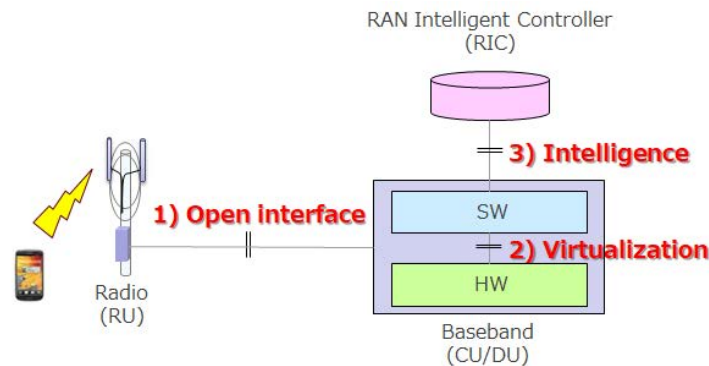 RAN Intelligent Controller
(RIC)
3) Intelligence
1) Open interface
SW
2) Virtualization
HW
Radio
(RU)
Baseband
(CU/DU)